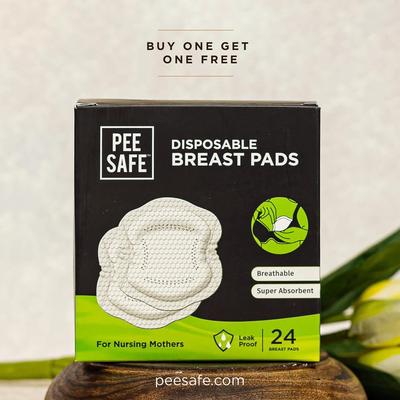 BUY ONE GET
ONE FREE
PEE
SAFE™
DISPOSABLE
BREAST PADS
Breathable
Super Absorbent
For Nursing Mothers
Leak
Proof
24
BREAST PADS
peesafe.com